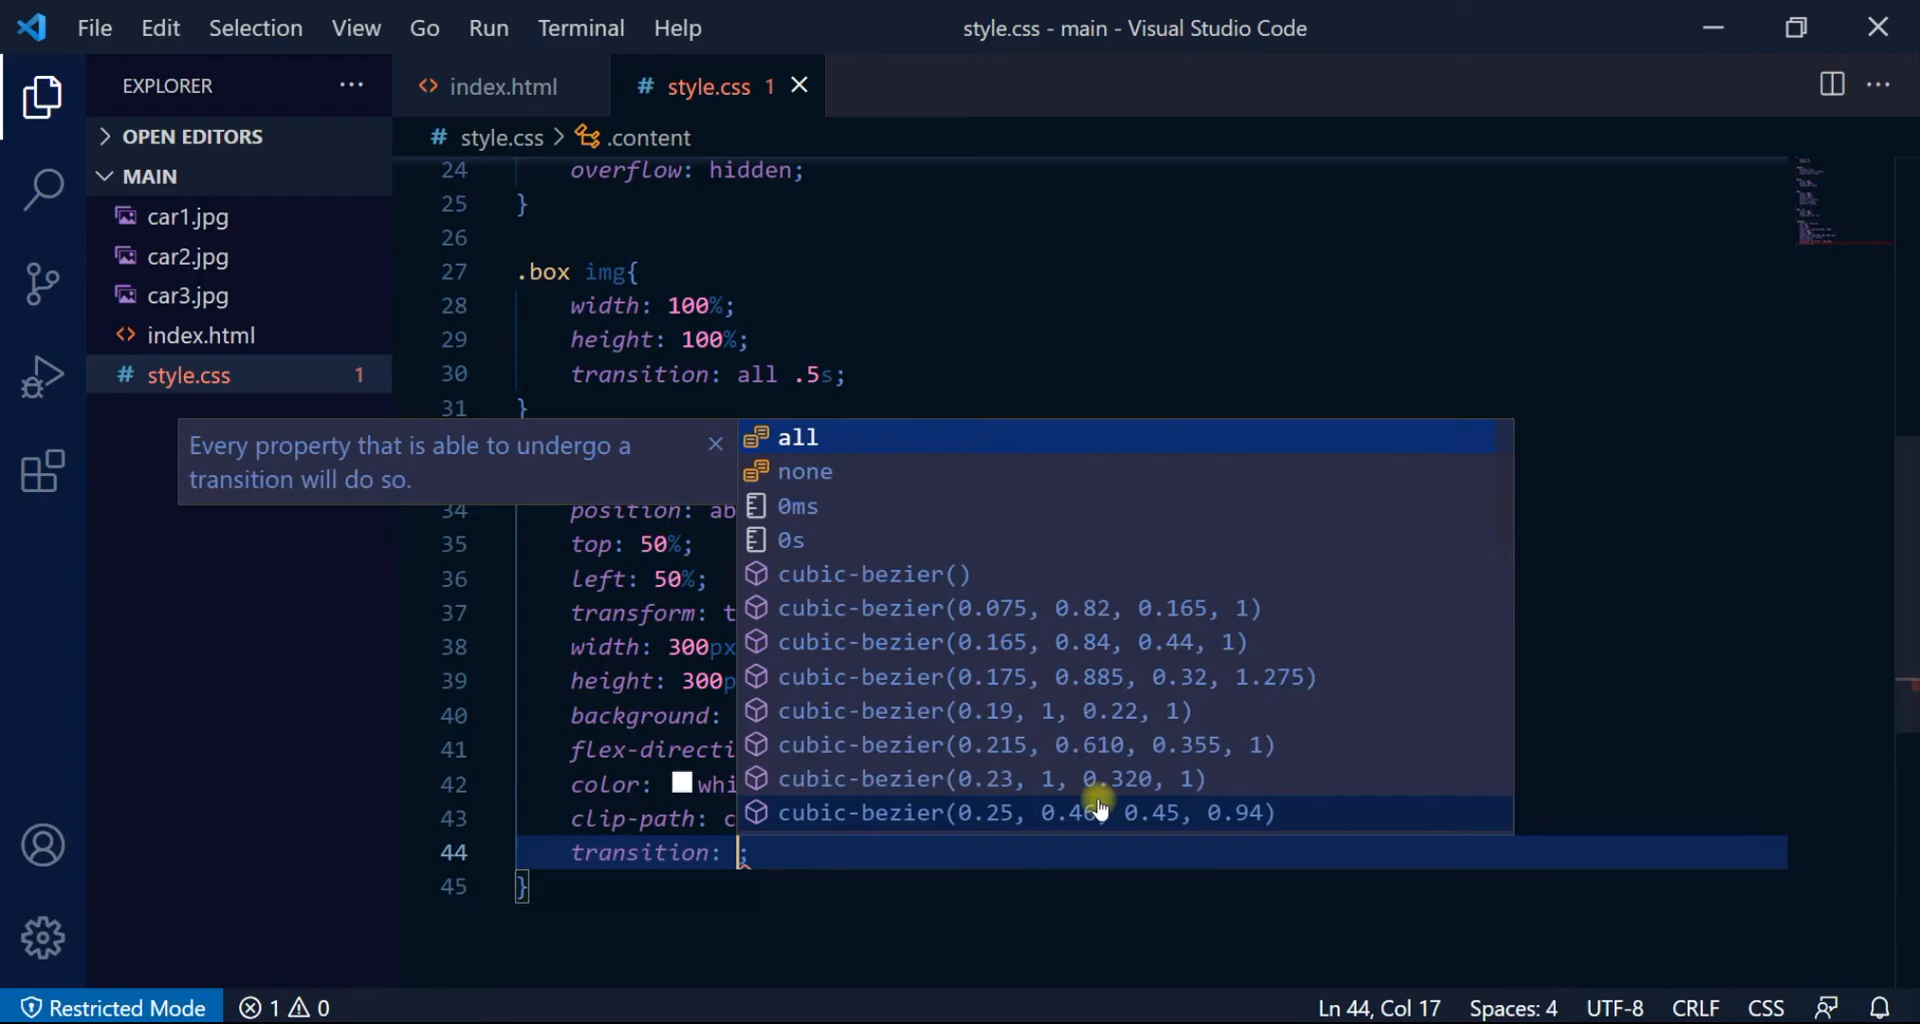 File Edit Selection View Go Run Terminal Help style.css - main - Visual Studio Code
EXPLORER ··· <> index.html # style.css 1 ×
OPEN EDITORS
# style.css > .content
MAIN
car1.jpg
car2.jpg
car3.jpg
<> index.html
# style.css 1
24 overflow: hidden;
25 }
26
27 .box img{
28 width: 100%;
29 height: 100%;
30 transition: all .5s;
31 }
Every property that is able to undergo a
transition will do so.
all
none
0ms
0s
cubic-bezier()
cubic-bezier(0.075, 0.82, 0.165, 1)
cubic-bezier(0.165, 0.84, 0.44, 1)
cubic-bezier(0.175, 0.885, 0.32, 1.275)
cubic-bezier(0.19, 1, 0.22, 1)
cubic-bezier(0.215, 0.610, 0.355, 1)
cubic-bezier(0.23, 1, 0.320, 1)
cubic-bezier(0.25, 0.46, 0.45, 0.94)
34 position: ab
35 top: 50%;
36 left: 50%;
37 transform: t
38 width: 300px
39 height: 300p
40 background:
41 flex-directi
42 color: whi
43 clip-path: c
44 transition: ;
45 }
Restricted Mode 1 0 Ln 44, Col 17 Spaces: 4 UTF-8 CRLF CSS